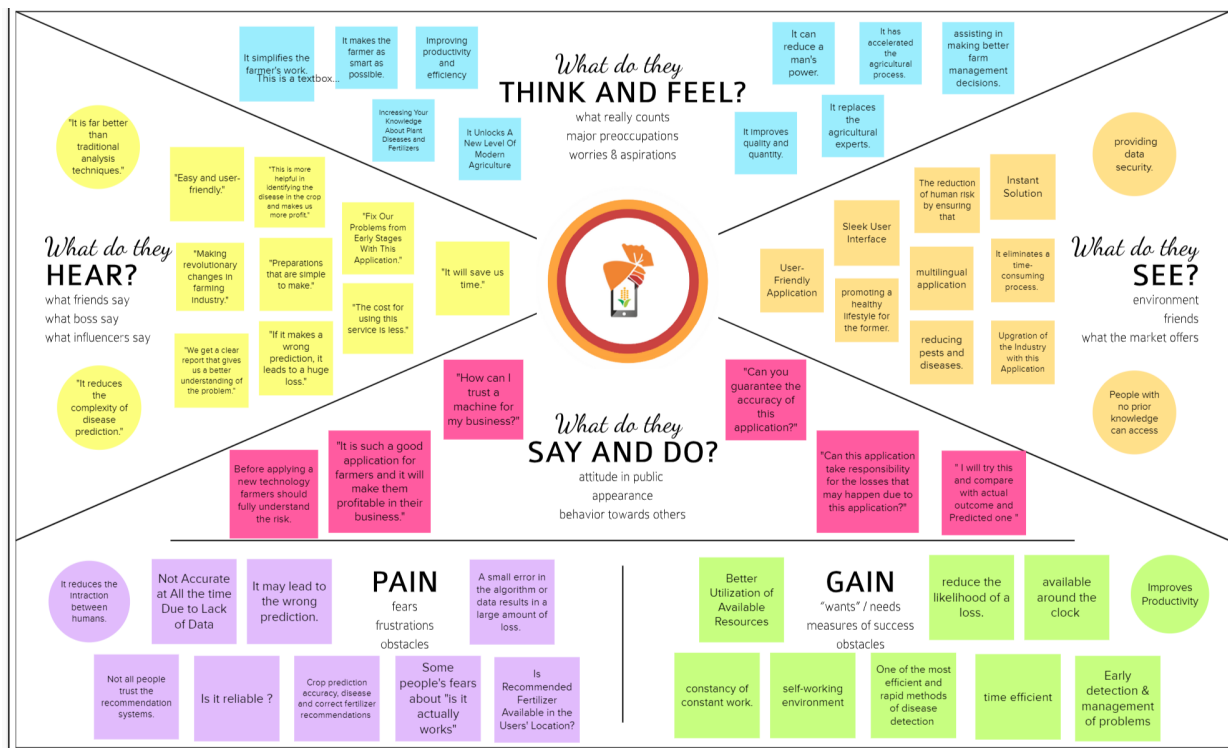 It simplifies the
farmer's work.
This is a textbox...
It makes the
farmer as
smart as
possible.
Improving
productivity
and
efficiency
Increasing Your
Knowledge
About Plant
Diseases and
Fertilizers
It Unlocks A
New Level Of
Modern
Agriculture
What do they
THINK AND FEEL?
what really counts
major preoccupations
worries & aspirations
It can
reduce a
man's
power.
It has
accelerated
the
agricultural
process.
assisting in
making better
farm
management
decisions.
It improves
quality and
quantity.
It replaces
the
agricultural
experts.
"It is far better
than
traditional
analysis
techniques."
"Easy and user-
friendly."
"This is more
helpful in
identifying the
disease in the crop
and makes us
more profit."
"Fix Our
Problems from
Early Stages
With This
Application."
What do they
HEAR?
what friends say
what boss say
what influencers say
"Making
revolutionary
changes in
farming
Industry."
"Preparations
that are simple
to make."
"It will save us
time."
"The cost for
using this
service is less."
"We get a clear
report that gives
us a better
understanding of
the problem."
"If it makes a
wrong
prediction, it
leads to a huge
loss."
"It reduces
the
complexity of
disease
prediction."
providing
data
security.
The reduction
of human risk
by ensuring
that
Instant
Solution
Sleek User
Interface
User-
Friendly
Application
multilingual
application
It eliminates a
time-
consuming
process.
What do they
SEE?
environment
friends
what the market offers
promoting a
healthy
lifestyle for
the former.
reducing
pests and
diseases.
Upgration of
the Industry
with this
Application
People with
no prior
knowledge
can access
"How can I
trust a
machine for
my business?"
What do they
SAY AND DO?
attitude in public
appearance
behavior towards others
"Can you
guarantee the
accuracy of
this
application?"
Before applying a
new technology
farmers should
fully understand
the risk.
"It is such a good
application for
farmers and it will
make them
profitable in their
business."
"Can this application
take responsibility
for the losses that
may happen due to
this application?"
" I will try this
and compare
with actual
outcome and
Predicted one "
It reduces the
intraction
between
humans.
Not Accurate
at All the time
Due to Lack
of Data
It may lead to
the wrong
prediction.
PAIN
fears
frustrations
obstacles
A small error in
the algorithm or
data results in a
large amount of
loss.
Not all people
trust the
recommendation
systems.
Is it reliable ?
Crop prediction
accuracy, disease
and correct fertilizer
recommendations
Some
people's fears
about "is it
actually
works"
Is
Recommended
Fertilizer
Available in the
Users' Location?
Better
Utilization of
Available
Resources
GAIN
"wants" / needs
measures of success
obstacles
reduce the
likelihood of a
loss.
available
around the
clock
Improves
Productivity
constancy of
constant work.
self-working
environment
One of the most
efficient and
rapid methods
of disease
detection
time efficient
Early
detection &
management
of problems